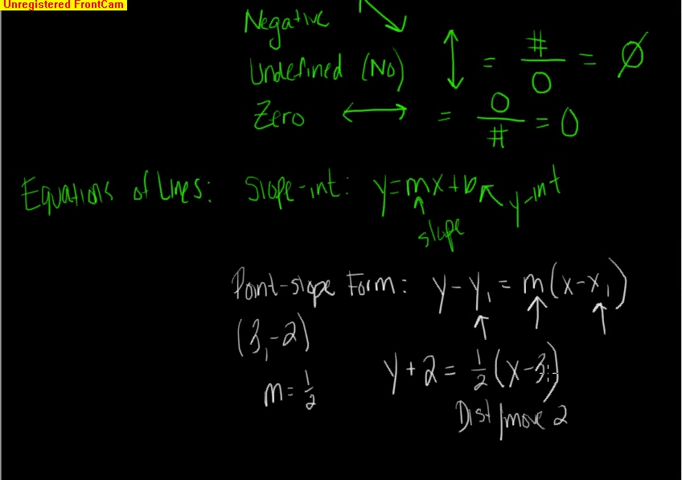 Unregistered FrontCam
Negative
Undefined (No) = #/0 = ∅
Zero = 0/# = 0
Equations of Lines: Slope-int: y=mx+b y-int
slope
Point-slope Form: y-y₁=m(x-x₁)
(3,-2)
y+2=½(x-3)
m=½
Dist/move 2